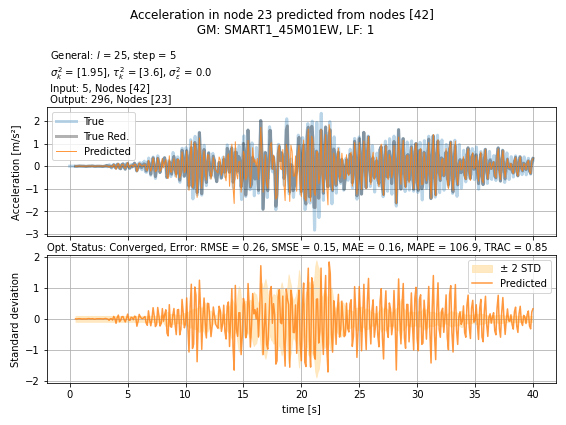 Acceleration in node 23 predicted from nodes [42]
GM: SMART1_45M01EW, LF: 1
General: l = 25, step = 5
σ²ₖ = [1.95], τ²ₖ = [3.6], σ²ε = 0.0
Input: 5, Nodes [42]
Output: 296, Nodes [23]
True
True Red.
Predicted
Acceleration [m/s²]
2
1
0
−1
−2
−3
Opt. Status: Converged, Error: RMSE = 0.26, SMSE = 0.15, MAE = 0.16, MAPE = 106.9, TRAC = 0.85
± 2 STD
Predicted
Standard deviation
2
1
0
−1
−2
0 5 10 15 20 25 30 35 40
time [s]